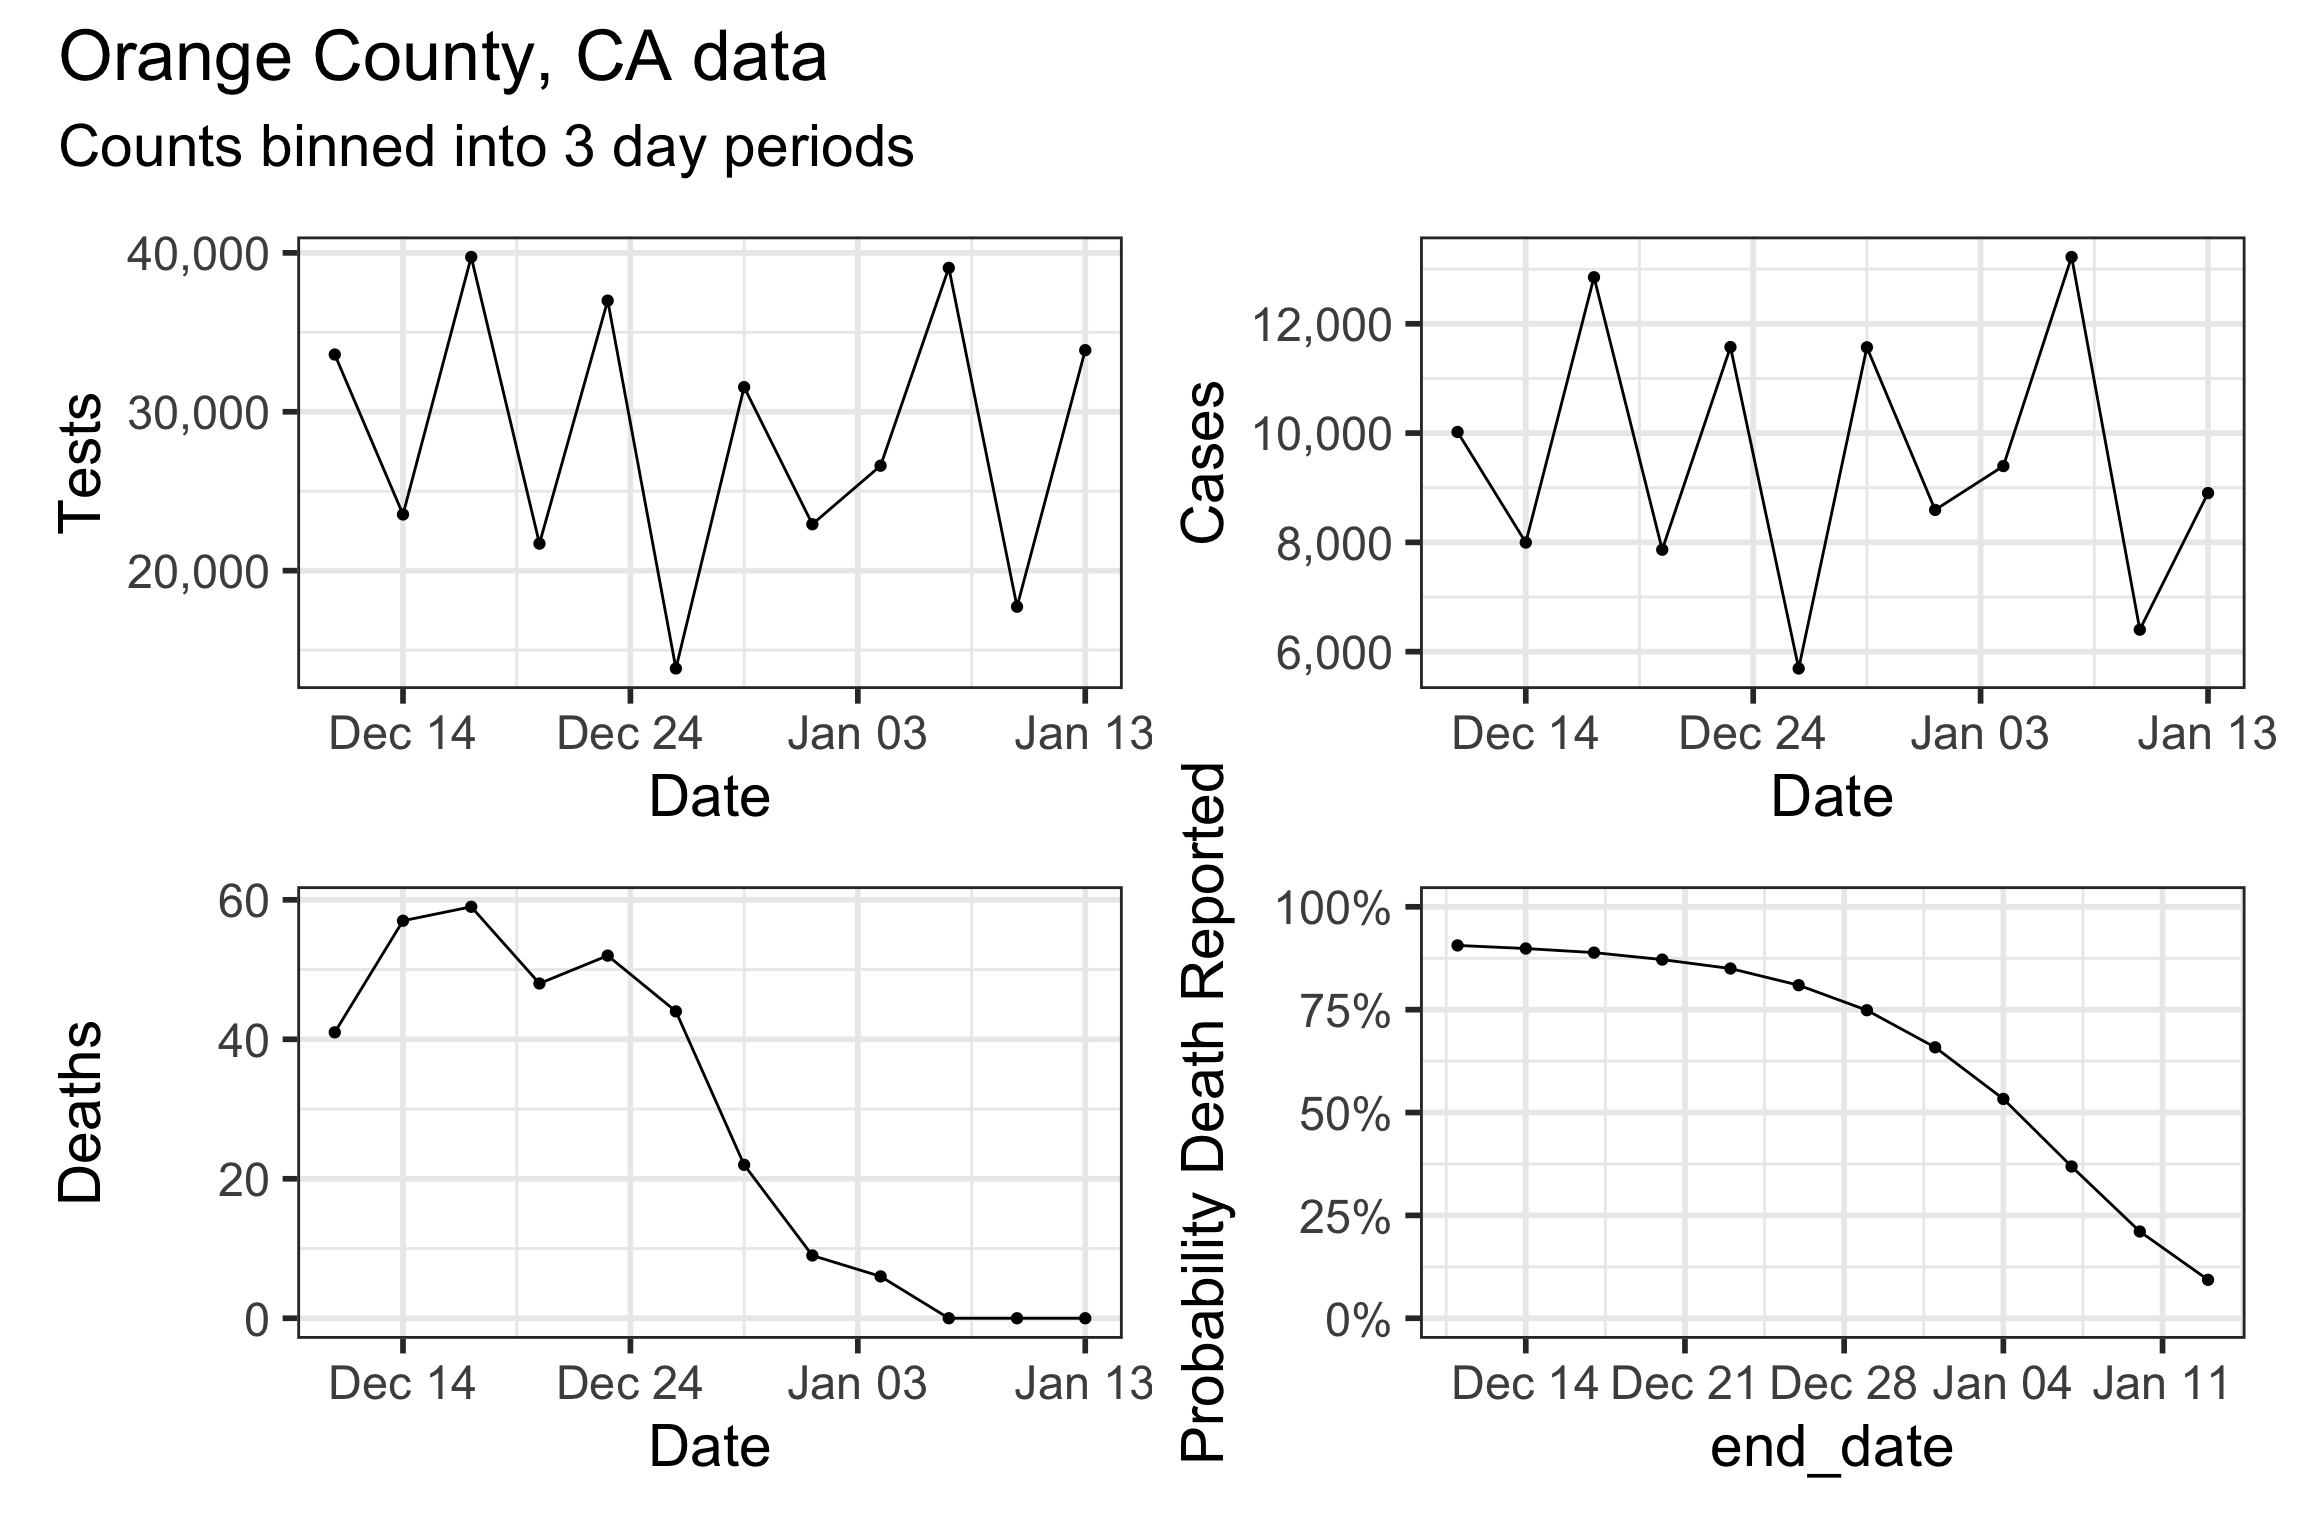 Orange County, CA data
Counts binned into 3 day periods
Tests
40,000
30,000
20,000
Dec 14 Dec 24 Jan 03 Jan 13
Date
Cases
12,000
10,000
8,000
6,000
Dec 14 Dec 24 Jan 03 Jan 13
Date
Deaths
60
40
20
0
Dec 14 Dec 24 Jan 03 Jan 13
Date
Probability Death Reported
100%
75%
50%
25%
0%
Dec 14 Dec 21 Dec 28 Jan 04 Jan 11
end_date